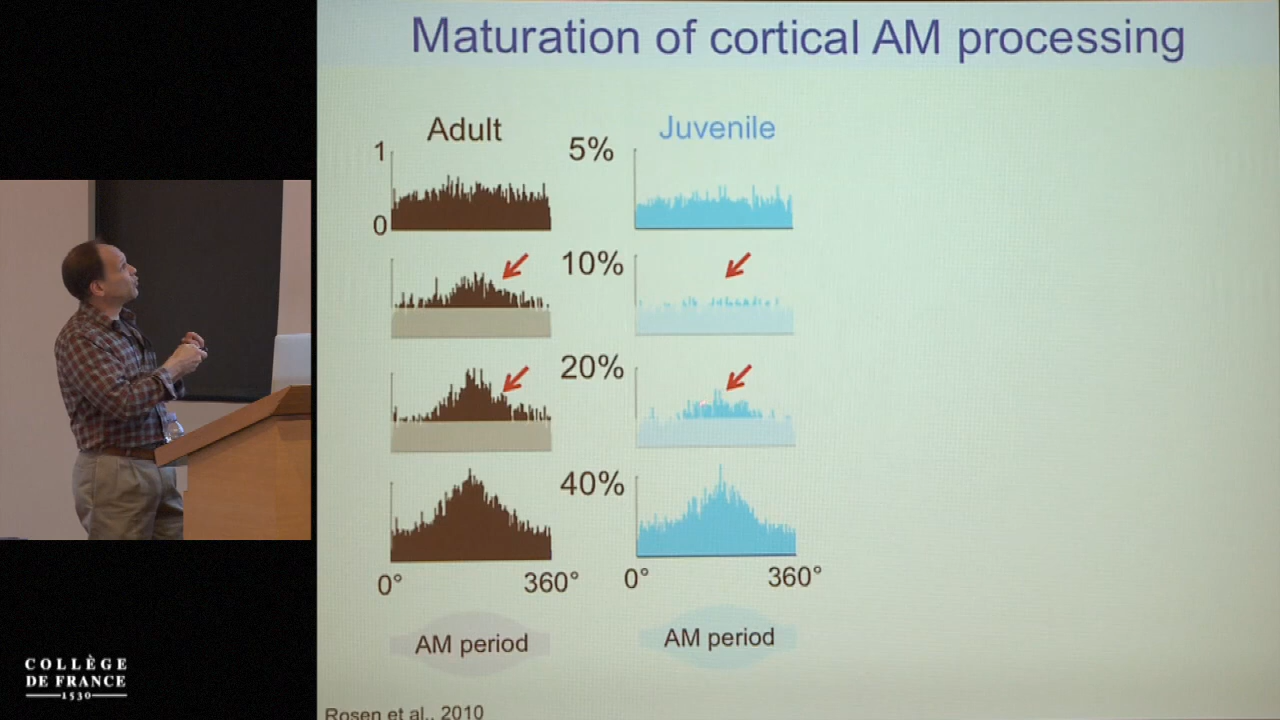 Maturation of cortical AM processing
Adult
Juvenile
1
0
5%
10%
20%
40%
0°
360°
0°
360°
AM period
AM period
Rosen et al., 2010
COLLÈGE
DE FRANCE
1530